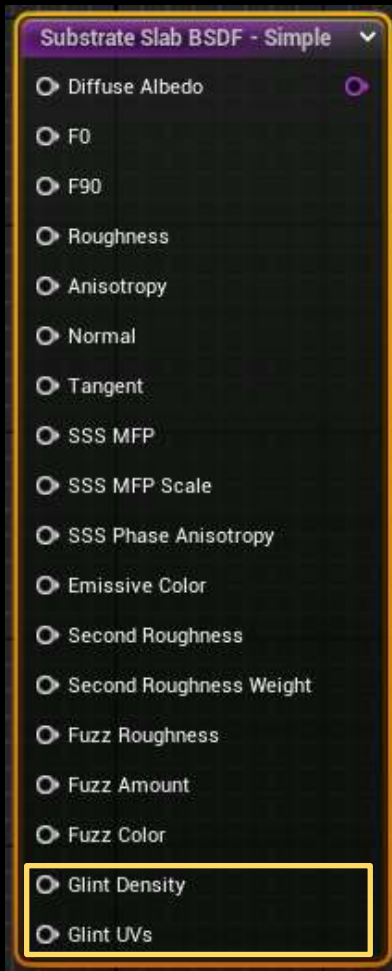 Substrate Slab BSDF - Simple
Diffuse Albedo
F0
F90
Roughness
Anisotropy
Normal
Tangent
SSS MFP
SSS MFP Scale
SSS Phase Anisotropy
Emissive Color
Second Roughness
Second Roughness Weight
Fuzz Roughness
Fuzz Amount
Fuzz Color
Glint Density
Glint UVs